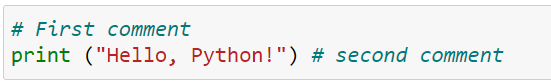 # First comment
print ("Hello, Python!") # second comment